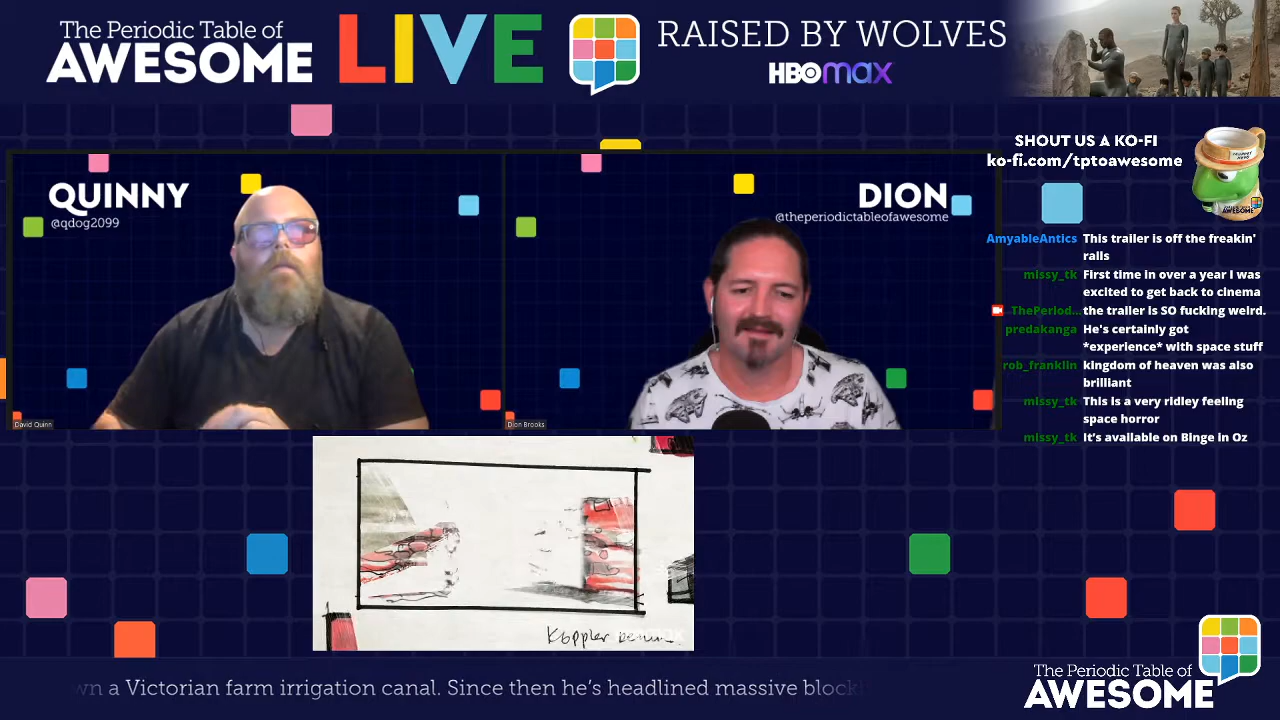 The Periodic Table of
AWESOME
LIVE
RAISED BY WOLVES
HBOmax
SHOUT US A KO-FI
ko-fi.com/tptoawesome
QUINNY
@qdog2099
DION
@theperiodictableofawesome
AmyableAntics This trailer is off the freakin'
rails
missy_tk First time in over a year I was
excited to get back to cinema
ThePeriod... the trailer is SO fucking weird.
predakanga He's certainly got
*experience* with space stuff
rob_franklin kingdom of heaven was also
brilliant
missy_tk This is a very ridley feeling
space horror
missy_tk It's available on Binge in Oz
David Quinn
Dion Brooks
wn a Victorian farm irrigation canal. Since then he's headlined massive block
The Periodic Table of
AWESOME